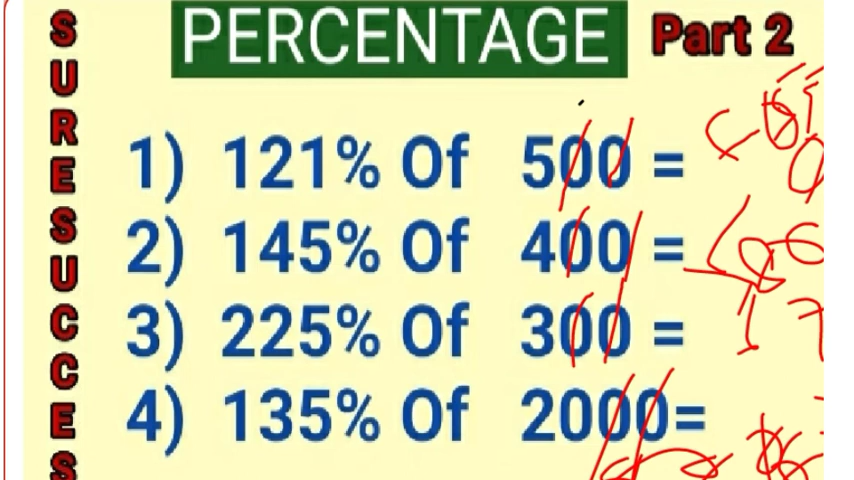 PERCENTAGE Part 2
1) 121% Of 500 =
2) 145% Of 400 =
3) 225% Of 300 =
4) 135% Of 2000=
SURESUCCES